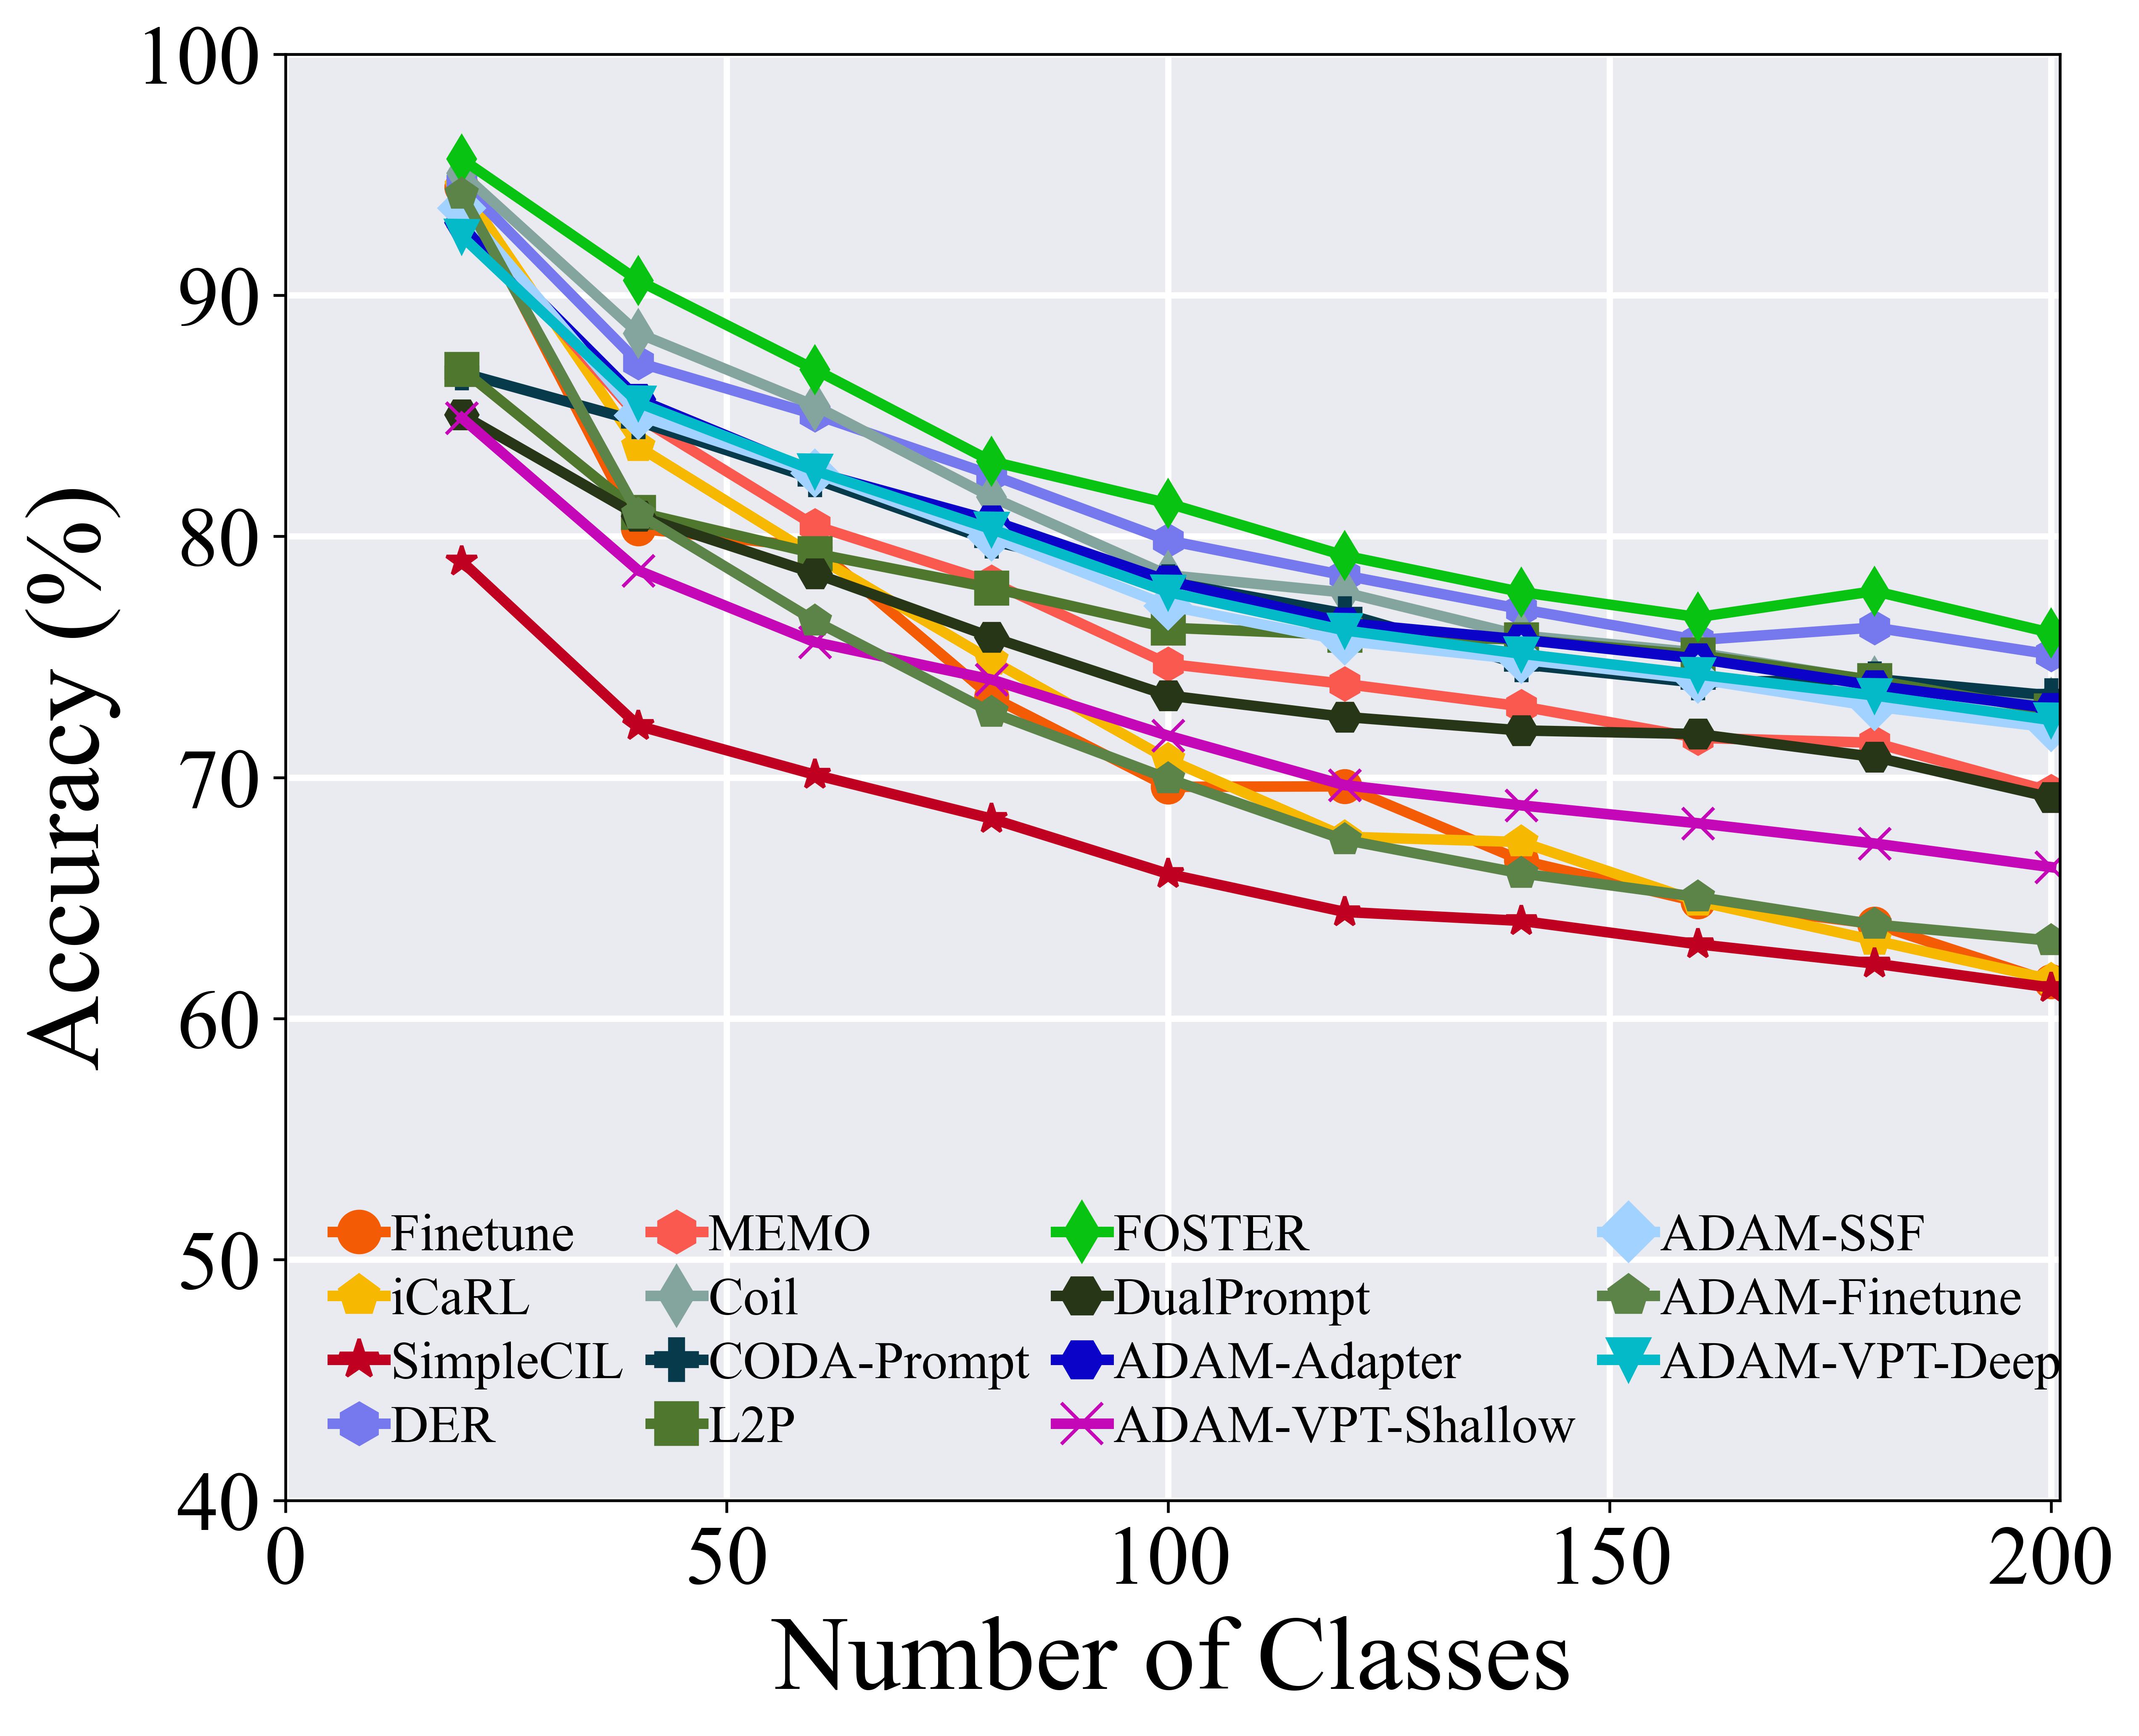 100
90
80
70
60
50
40
Accuracy (%)
Finetune
iCaRL
SimpleCIL
DER
MEMO
Coil
CODA-Prompt
L2P
FOSTER
DualPrompt
ADAM-Adapter
ADAM-VPT-Shallow
ADAM-SSF
ADAM-Finetune
ADAM-VPT-Deep
0 50 100 150 200
Number of Classes